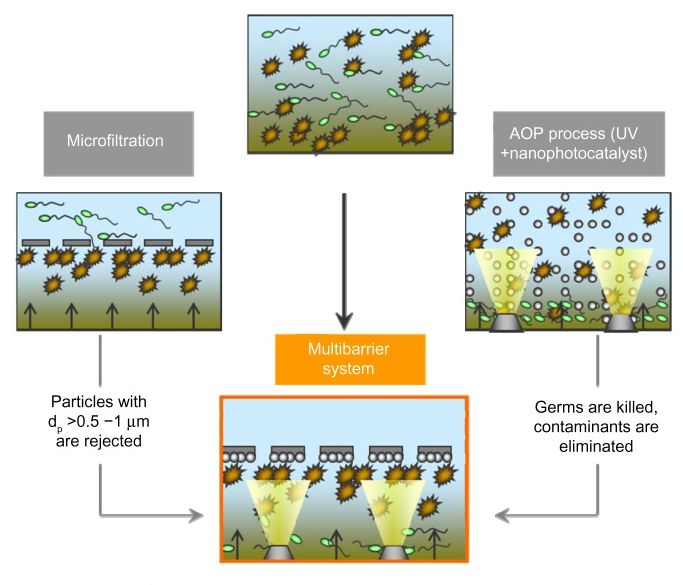 Microfiltration
AOP process (UV
+nanophotocatalyst)
Multibarrier
system
Particles with
dp >0.5 −1 μm
are rejected
Germs are killed,
contaminants are
eliminated